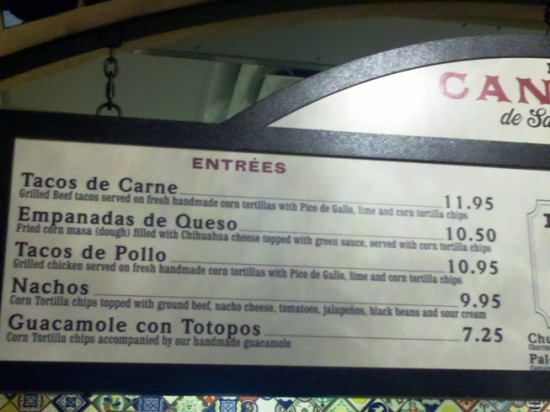 CAN
de Sa
ENTRÉES
Tacos de Carne 11.95
Grilled Beef tacos served on fresh handmade corn tortillas with Pico de Gallo, lime and corn tortilla chips
Empanadas de Queso 10.50
Fried corn masa (dough) filled with Chihuahua cheese topped with green sauce, served with corn tortilla chips
Tacos de Pollo 10.95
Grilled chicken served on fresh handmade corn tortillas with Pico de Gallo, lime and corn tortilla chips
Nachos 9.95
Corn Tortilla chips topped with ground beef, nacho cheese, tomatoes, jalapeños, black beans and sour cream
Guacamole con Totopos 7.25
Corn Tortilla chips accompanied by our handmade guacamole
Chu
Pal